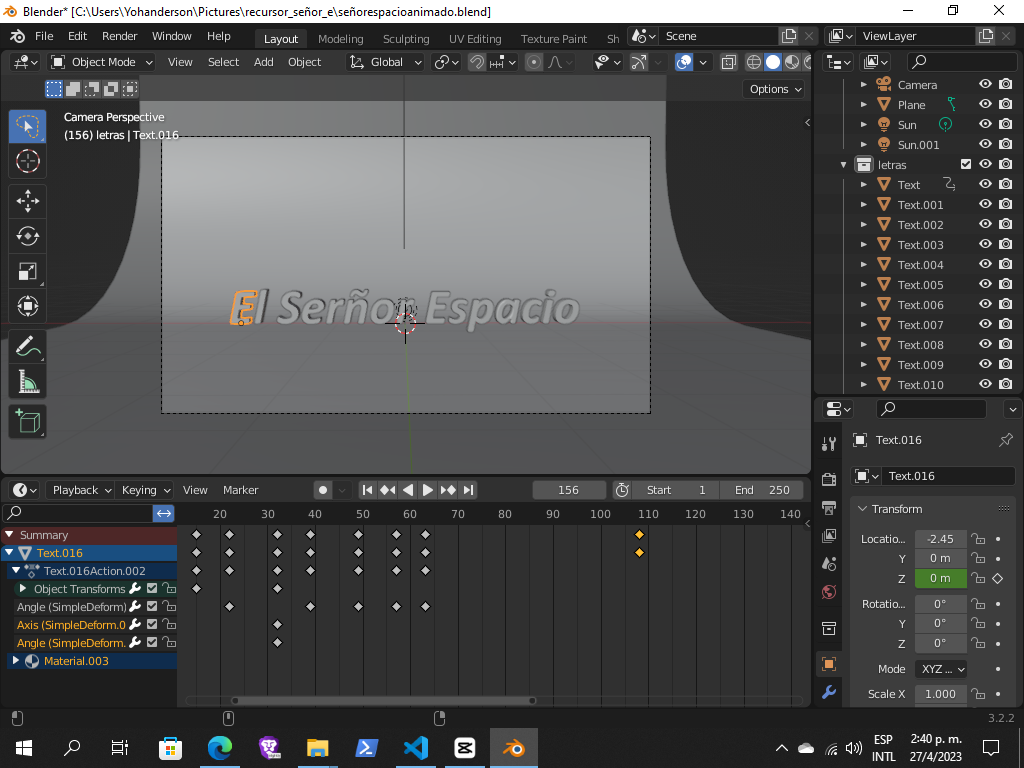 Blender* [C:\Users\Yohanderson\Pictures\recursor_señor_e\señorespacioanimado.blend]
File Edit Render Window Help Layout Modeling Sculpting UV Editing Texture Paint Sh Scene ViewLayer
Object Mode View Select Add Object Global
Options
Camera Perspective
(156) letras | Text.016
El Serñor Espacio
Camera
Plane
Sun
Sun.001
letras
Text
Text.001
Text.002
Text.003
Text.004
Text.005
Text.006
Text.007
Text.008
Text.009
Text.010
Text.016
Text.016
Transform
Locatio... -2.45
Y 0 m
Z 0 m
Rotatio... 0°
Y 0°
Z 0°
Mode XYZ ...
Scale X 1.000
Playback Keying View Marker 156 Start 1 End 250
20 30 40 50 60 70 80 90 100 110 120 130 140
Summary
Text.016
Text.016Action.002
Object Transforms
Angle (SimpleDeform)
Axis (SimpleDeform.0
Angle (SimpleDeform.
Material.003
3.2.2
ESP
INTL
2:40 p. m.
27/4/2023